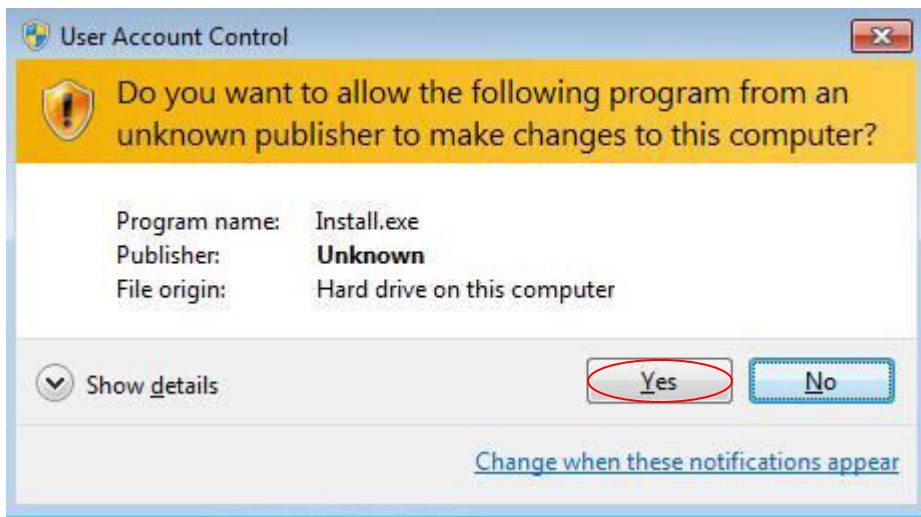 User Account Control
Do you want to allow the following program from an
unknown publisher to make changes to this computer?
Program name: Install.exe
Publisher: Unknown
File origin: Hard drive on this computer
Show details
Yes
No
Change when these notifications appear